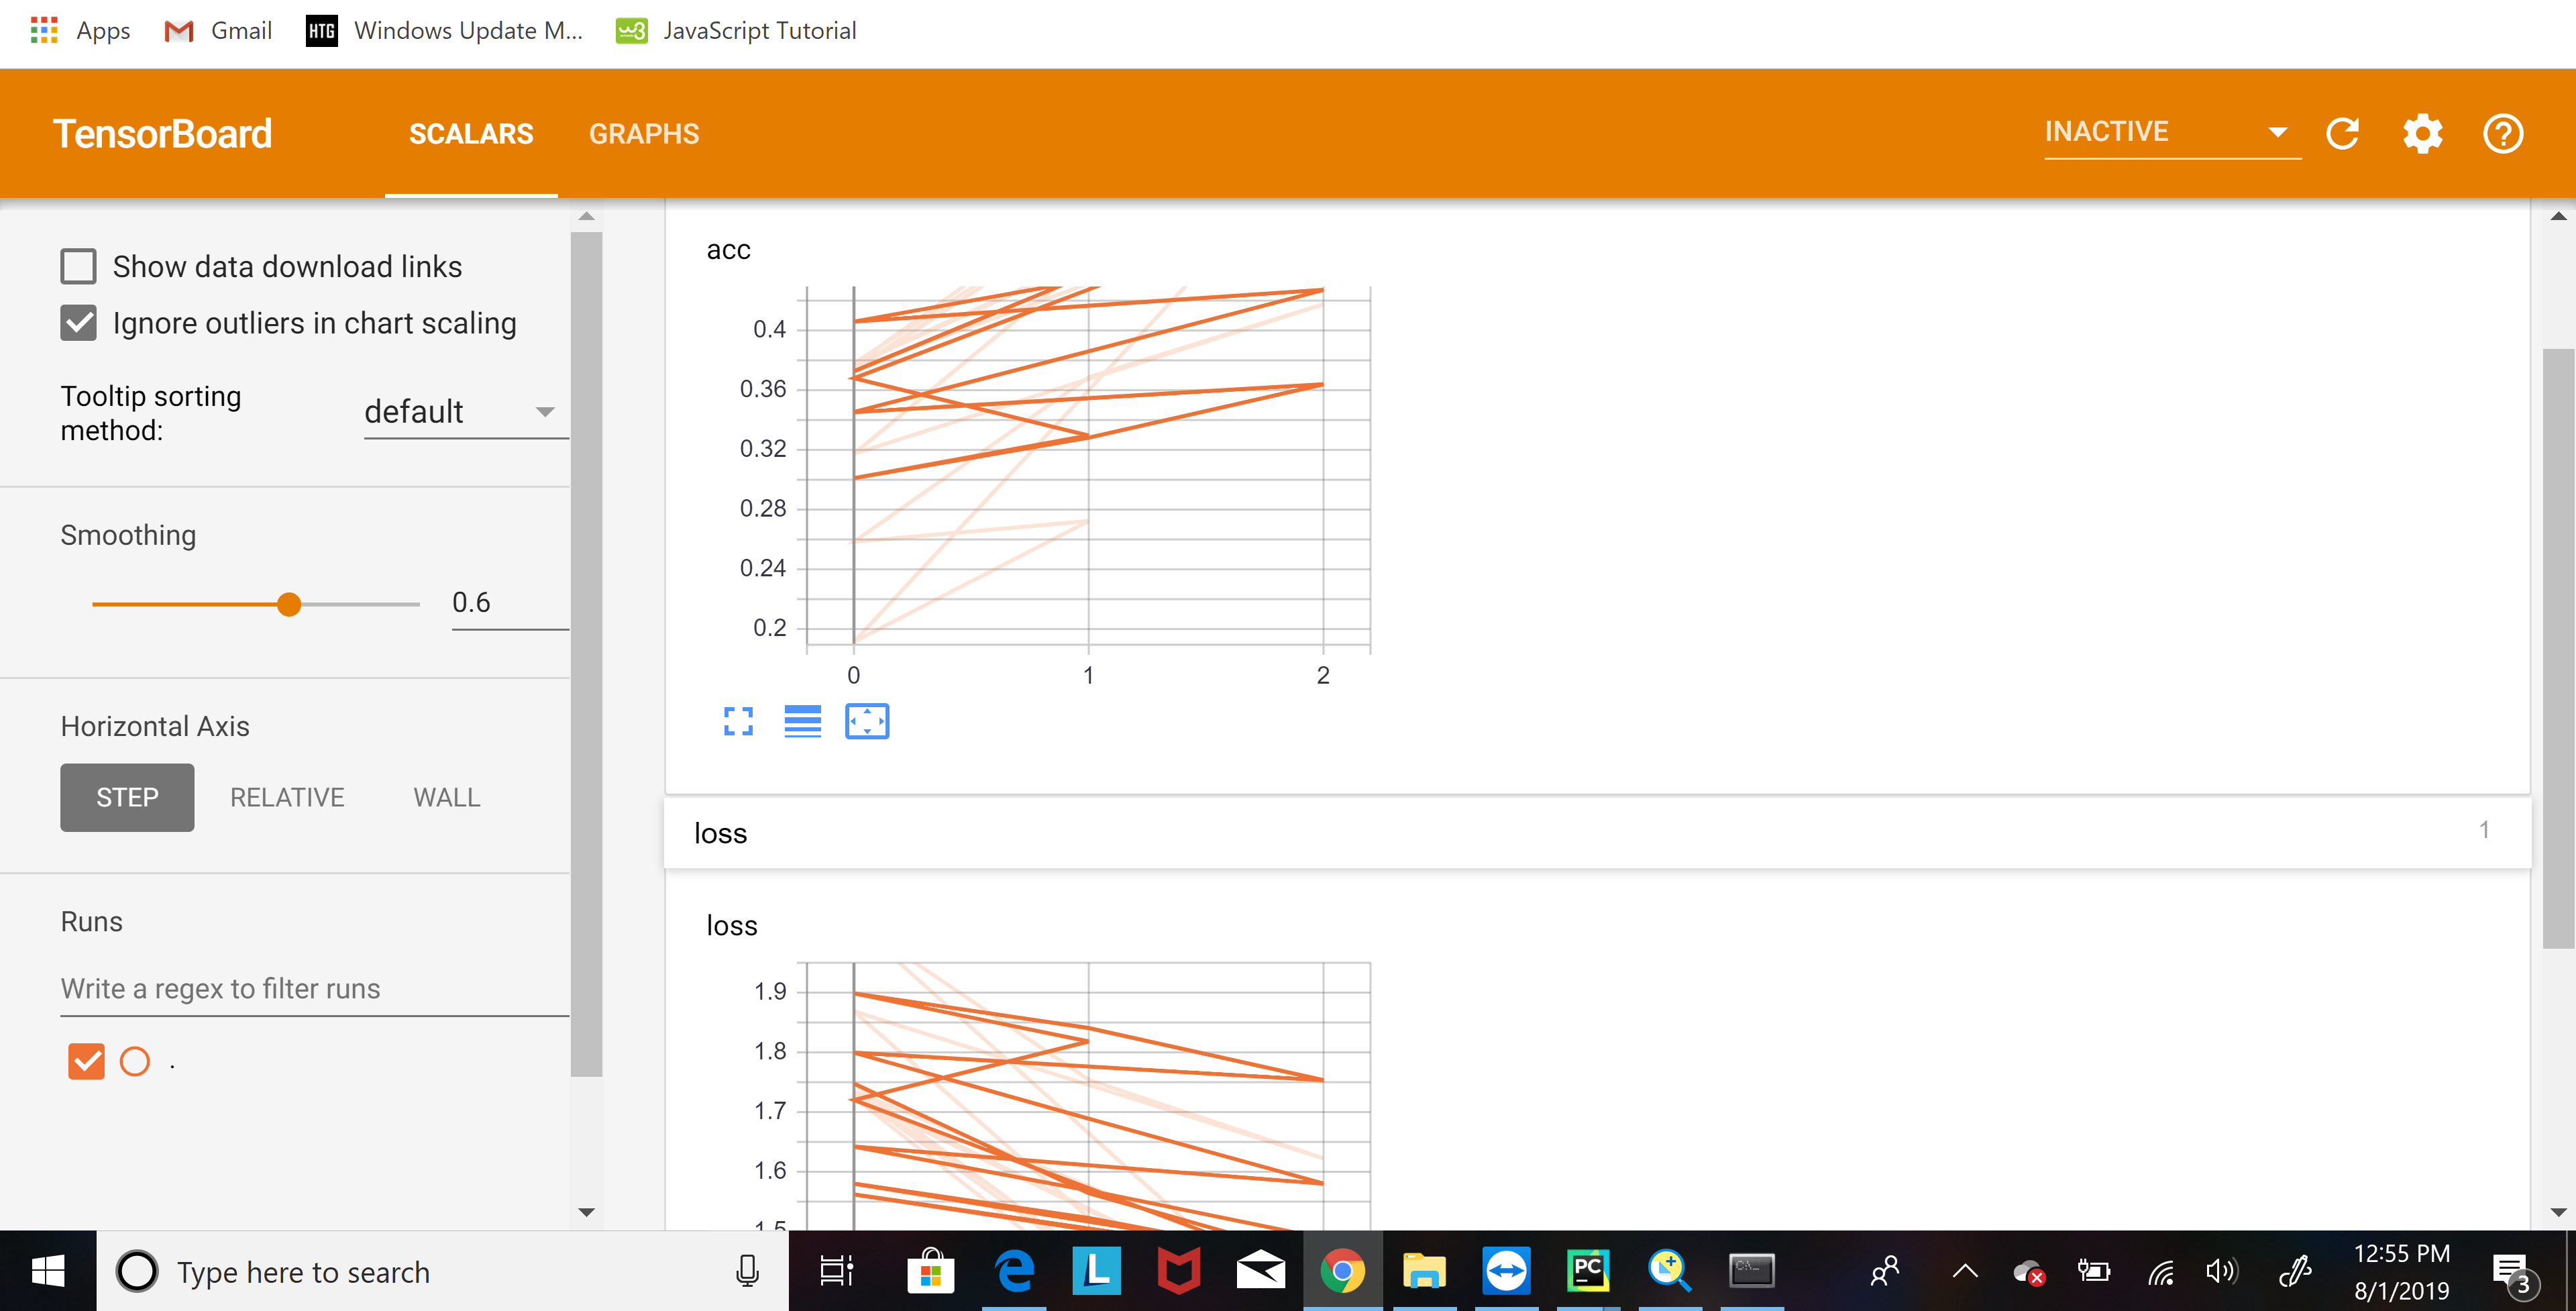 Apps Gmail HTG Windows Update M... w3 JavaScript Tutorial
TensorBoard SCALARS GRAPHS INACTIVE
Show data download links
Ignore outliers in chart scaling
Tooltip sorting
method:
default
Smoothing
0.6
Horizontal Axis
STEP RELATIVE WALL
Runs
Write a regex to filter runs
.
acc
0.4
0.36
0.32
0.28
0.24
0.2
0 1 2
loss 1
loss
1.9
1.8
1.7
1.6
1.5
Type here to search
L
PC
C:\...
12:55 PM
8/1/2019
3